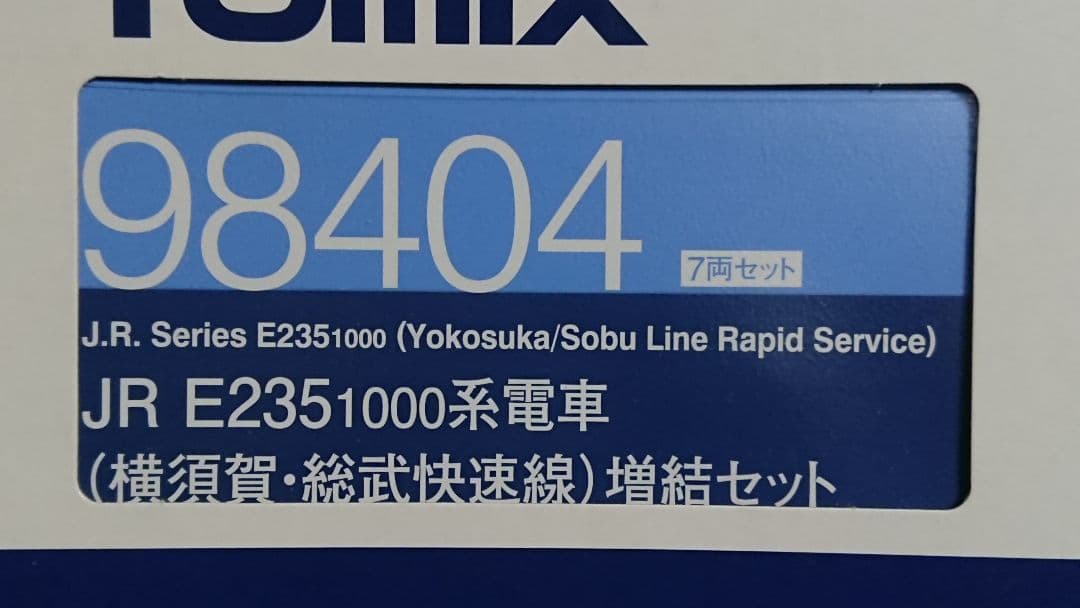 TOMIX
98404
7両セット
J.R. Series E2351000 (Yokosuka/Sobu Line Rapid Service)
JR E2351000系電車
(横須賀・総武快速線)増結セット